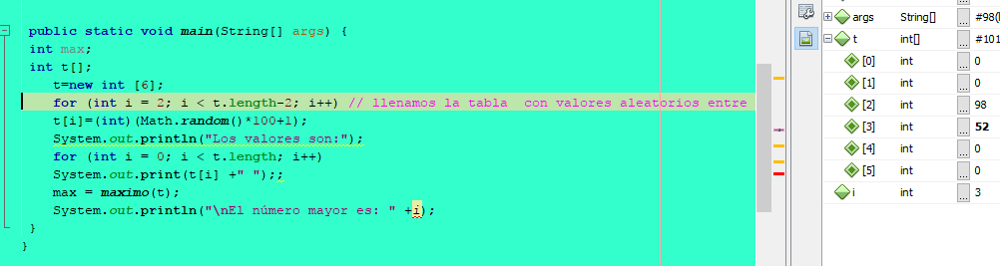 public static void main(String[] args) {
int max;
int t[];
t=new int [6];
for (int i = 2; i < t.length-2; i++) // llenamos la tabla  con valores aleatorios entre
t[i]=(int)(Math.random()*100+1);
System.out.println("Los valores son:");
for (int i = 0; i < t.length; i++)
System.out.print(t[i] +" ");;
max = maximo(t);
System.out.println("\nEl número mayor es: " +i);
}
}
args String[] ... #98(
t int[] ... #101
[0] int ... 0
[1] int ... 0
[2] int ... 98
[3] int ... 52
[4] int ... 0
[5] int ... 0
i int ... 3